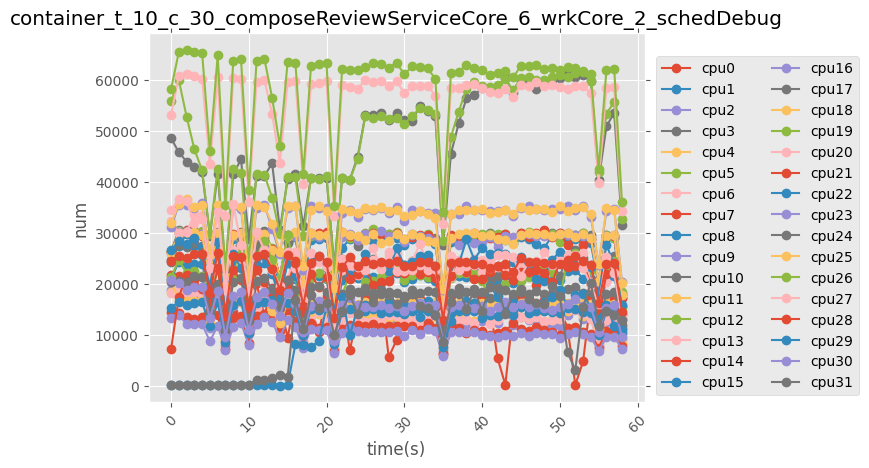 container_t_10_c_30_composeReviewServiceCore_6_wrkCore_2_schedDebug
num
60000
50000
40000
30000
20000
10000
0
0
10
20
30
40
50
60
time(s)
cpu0
cpu1
cpu2
cpu3
cpu4
cpu5
cpu6
cpu7
cpu8
cpu9
cpu10
cpu11
cpu12
cpu13
cpu14
cpu15
cpu16
cpu17
cpu18
cpu19
cpu20
cpu21
cpu22
cpu23
cpu24
cpu25
cpu26
cpu27
cpu28
cpu29
cpu30
cpu31